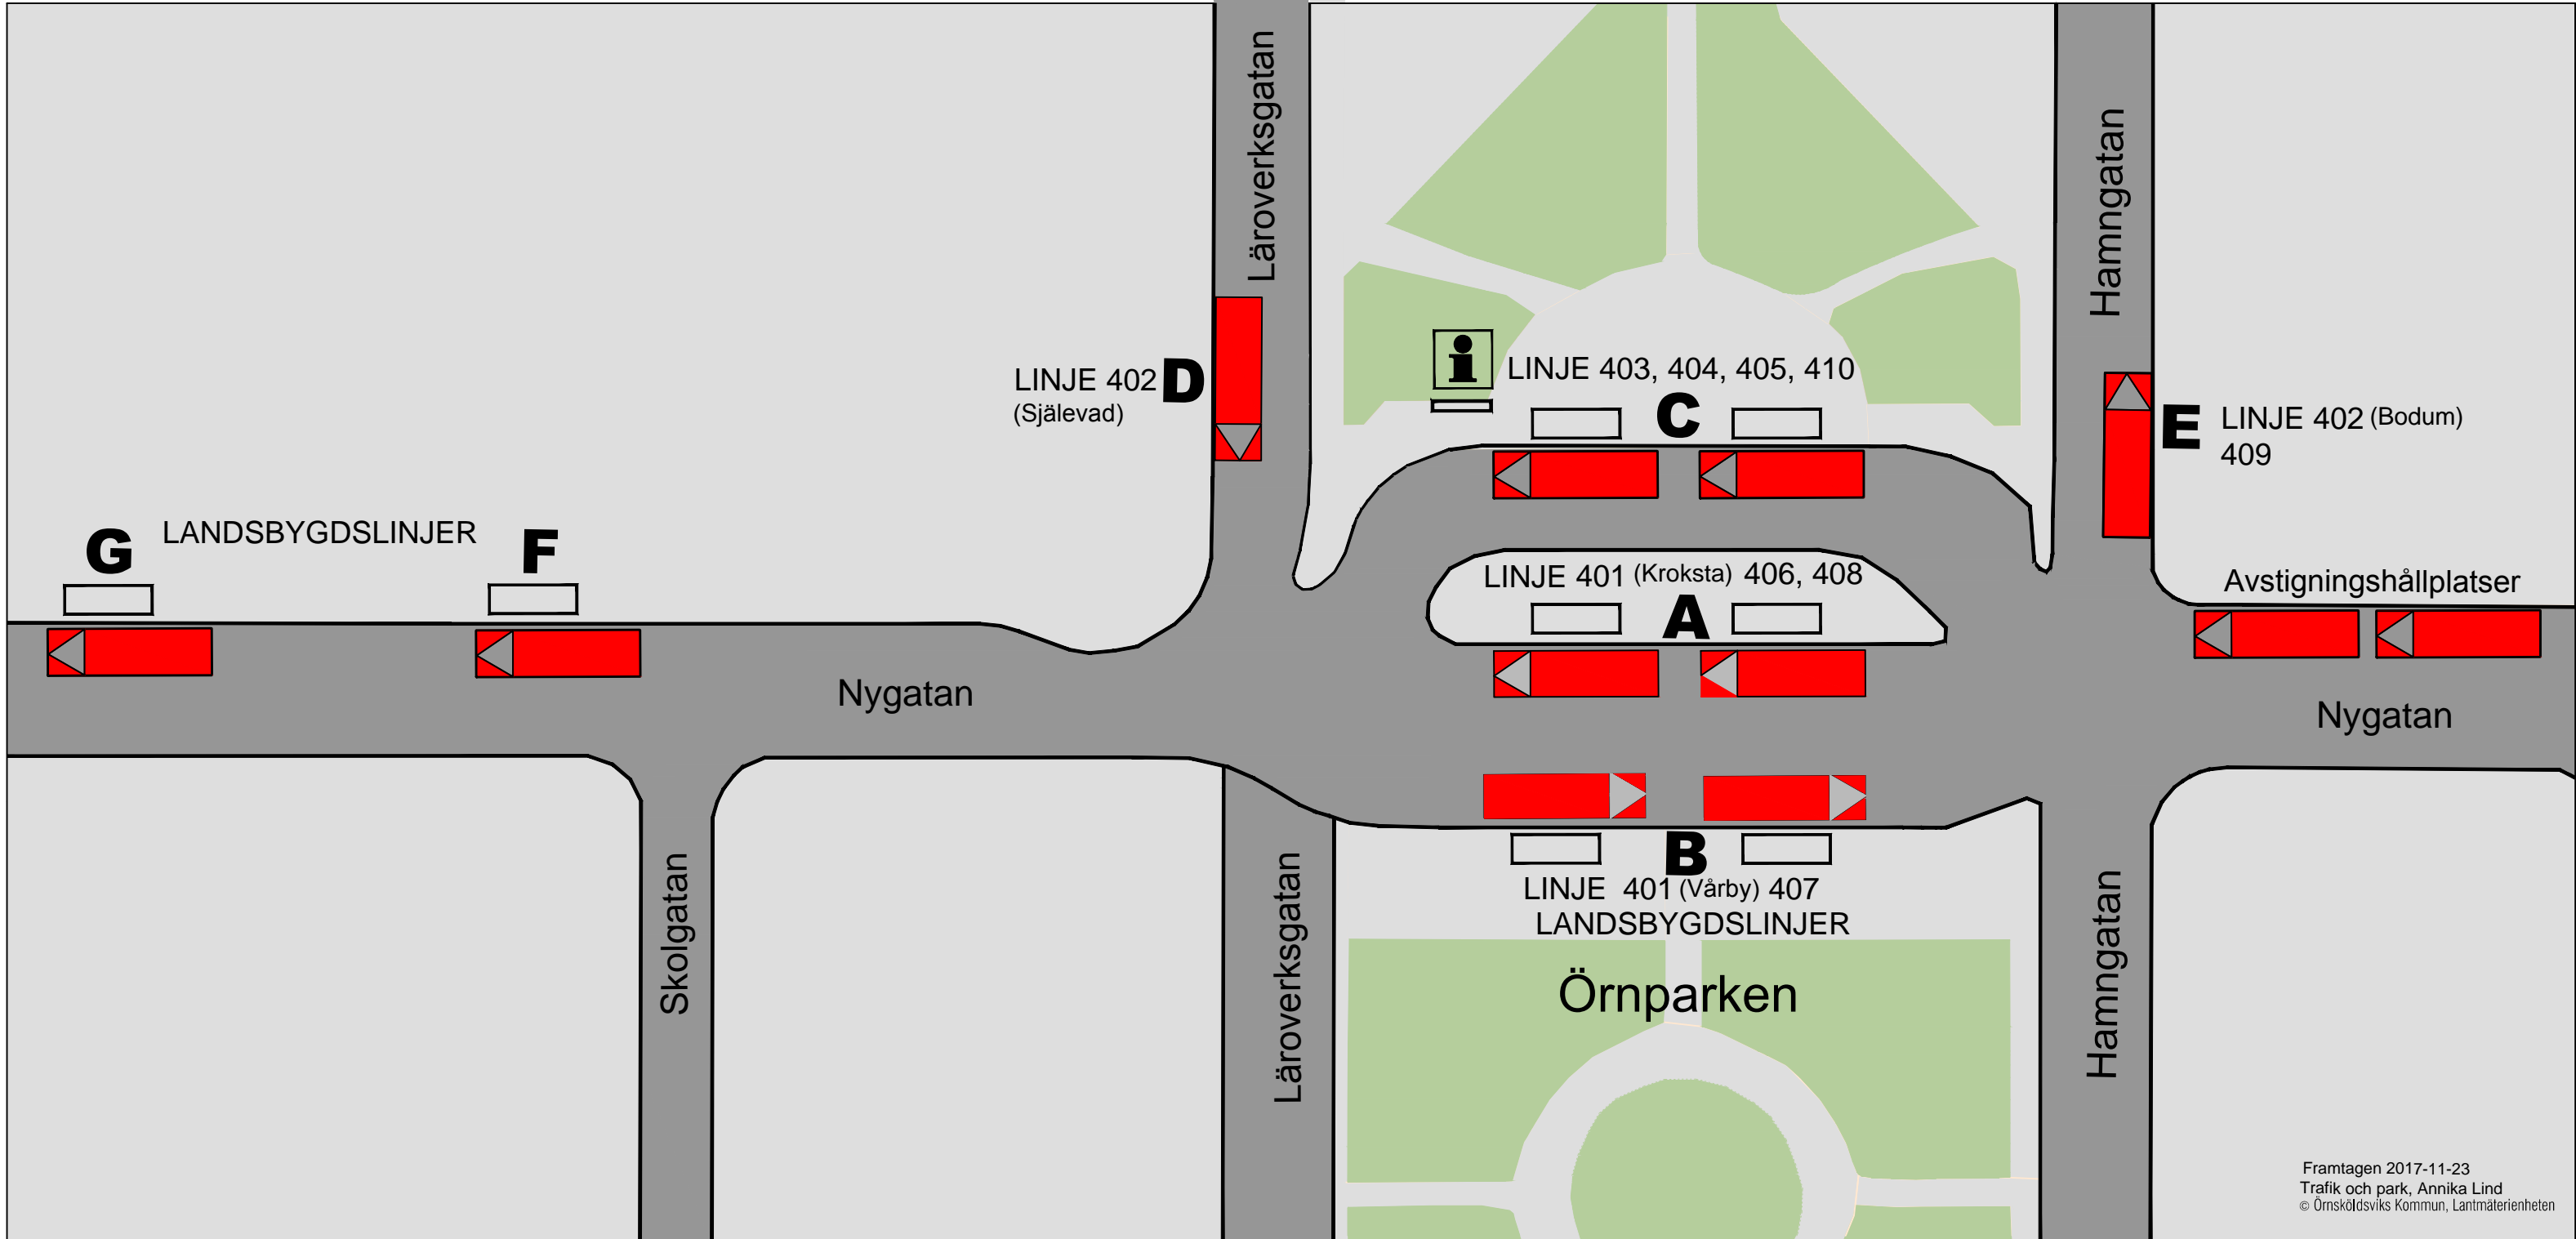 Läroverksgatan
Hamngatan
LINJE 402 D
(Själevad)
i
LINJE 403, 404, 405, 410
C
E LINJE 402 (Bodum)
409
G LANDSBYGDSLINJER F
LINJE 401 (Kroksta) 406, 408
A
Avstigningshållplatser
Nygatan
Nygatan
B
LINJE 401 (Vårby) 407
LANDSBYGDSLINJER
Skolgatan
Läroverksgatan
Örnparken
Hamngatan
Framtagen 2017-11-23
Trafik och park, Annika Lind
© Örnsköldsviks Kommun, Lantmäterienheten